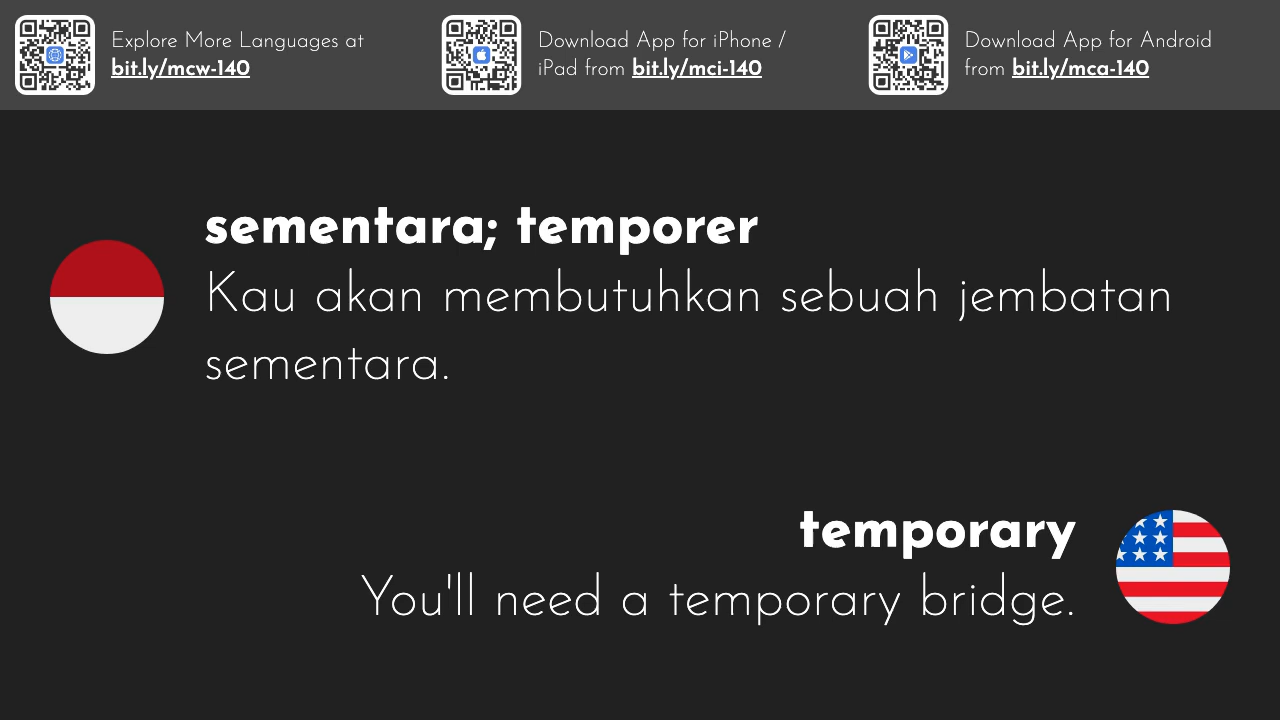 Explore More Languages at
bit.ly/mcw-140
Download App for iPhone /
iPad from bit.ly/mci-140
Download App for Android
from bit.ly/mca-140
sementara; temporer
Kau akan membutuhkan sebuah jembatan
sementara.
temporary
You'll need a temporary bridge.